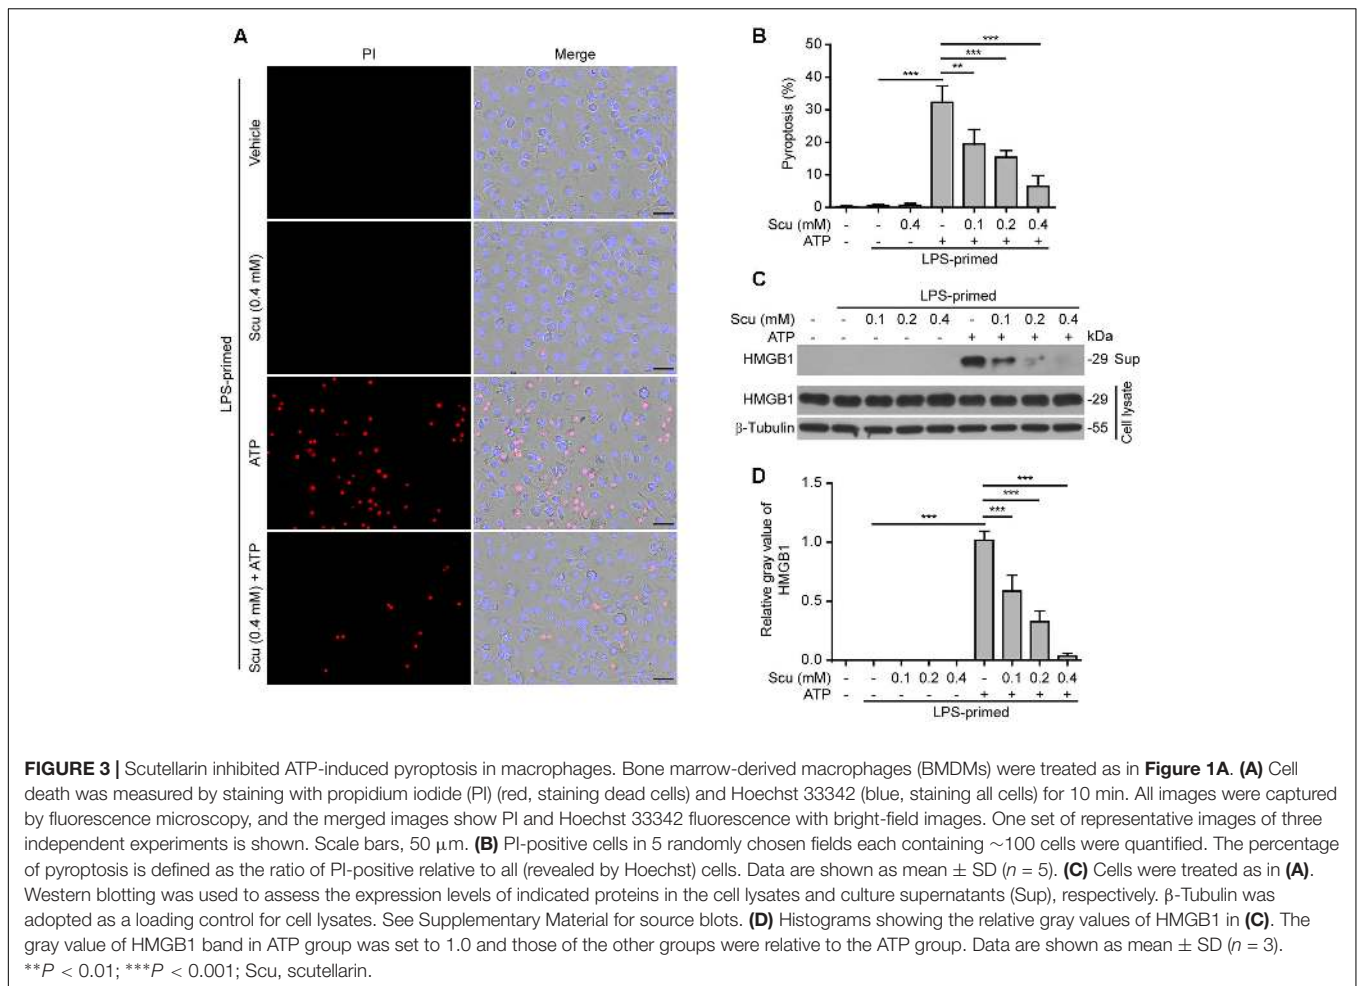 A
PI
Merge
LPS-primed
Vehicle
Scu (0.4 mM)
ATP
Scu (0.4 mM) + ATP
B
Pyroptosis (%)
50
40
30
20
10
0
***
***
***
**
Scu (mM) - - 0.4 - 0.1 0.2 0.4
ATP - - - + + + +
LPS-primed
C
LPS-primed
Scu (mM) - - 0.1 0.2 0.4 - 0.1 0.2 0.4
ATP - - - - - + + + + kDa
HMGB1 -29 Sup
HMGB1 -29
β-Tubulin -55
Cell lysate
D
Relative gray value of
HMGB1
1.5
1.0
0.5
0.0
***
***
***
***
Scu (mM) - - 0.1 0.2 0.4 - 0.1 0.2 0.4
ATP - - - - - + + + +
LPS-primed
FIGURE 3 | Scutellarin inhibited ATP-induced pyroptosis in macrophages. Bone marrow-derived macrophages (BMDMs) were treated as in Figure 1A. (A) Cell
death was measured by staining with propidium iodide (PI) (red, staining dead cells) and Hoechst 33342 (blue, staining all cells) for 10 min. All images were captured
by fluorescence microscopy, and the merged images show PI and Hoechst 33342 fluorescence with bright-field images. One set of representative images of three
independent experiments is shown. Scale bars, 50 μm. (B) PI-positive cells in 5 randomly chosen fields each containing ~100 cells were quantified. The percentage
of pyroptosis is defined as the ratio of PI-positive relative to all (revealed by Hoechst) cells. Data are shown as mean ± SD (n = 5). (C) Cells were treated as in (A).
Western blotting was used to assess the expression levels of indicated proteins in the cell lysates and culture supernatants (Sup), respectively. β-Tubulin was
adopted as a loading control for cell lysates. See Supplementary Material for source blots. (D) Histograms showing the relative gray values of HMGB1 in (C). The
gray value of HMGB1 band in ATP group was set to 1.0 and those of the other groups were relative to the ATP group. Data are shown as mean ± SD (n = 3).
**P < 0.01; ***P < 0.001; Scu, scutellarin.